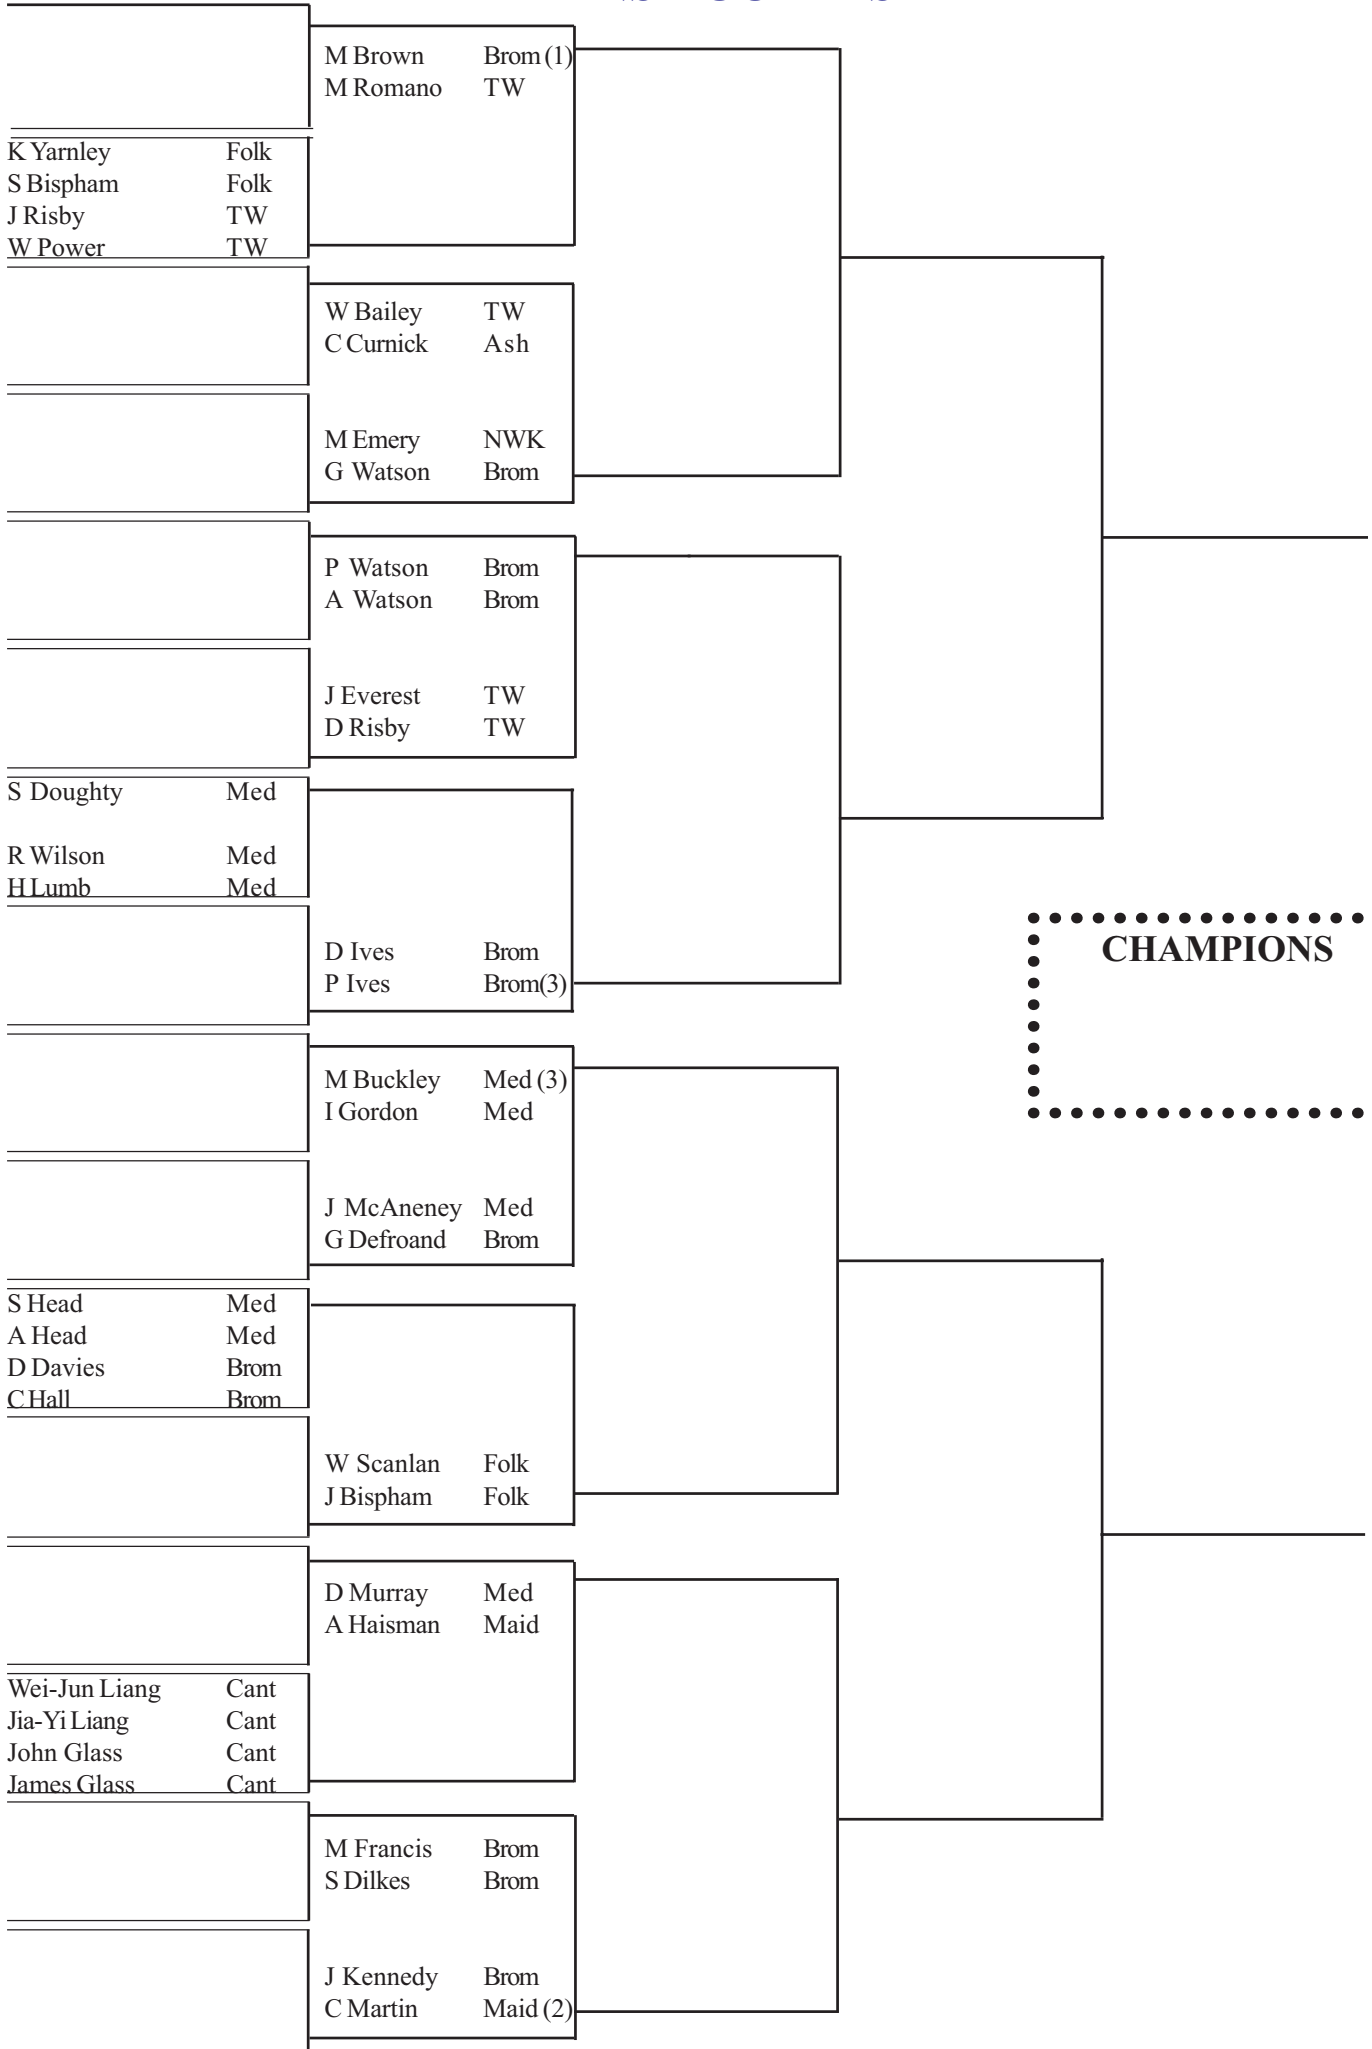 M Brown Brom (1)
M Romano TW
K Yarnley Folk
S Bispham Folk
J Risby TW
W Power TW
W Bailey TW
C Curnick Ash
M Emery NWK
G Watson Brom
P Watson Brom
A Watson Brom
J Everest TW
D Risby TW
S Doughty Med
R Wilson Med
H Lumb Med
D Ives Brom
P Ives Brom(3)
CHAMPIONS
M Buckley Med (3)
I Gordon Med
J McAneney Med
G Defroand Brom
S Head Med
A Head Med
D Davies Brom
C Hall Brom
W Scanlan Folk
J Bispham Folk
D Murray Med
A Haisman Maid
Wei-Jun Liang Cant
Jia-Yi Liang Cant
John Glass Cant
James Glass Cant
M Francis Brom
S Dilkes Brom
J Kennedy Brom
C Martin Maid (2)